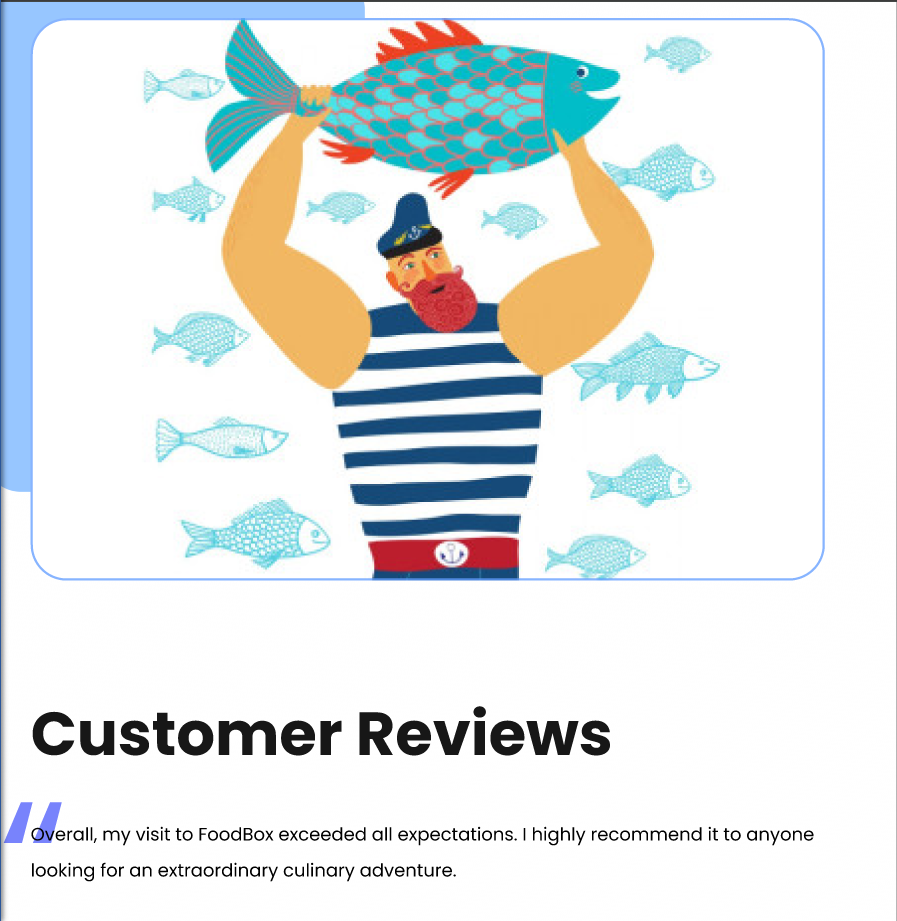 Customer Reviews
Overall, my visit to FoodBox exceeded all expectations. I highly recommend it to anyone
looking for an extraordinary culinary adventure.